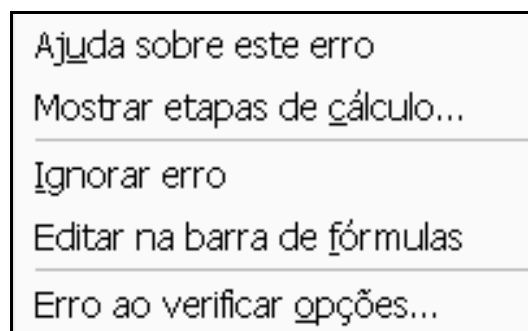 Ajuda sobre este erro
Mostrar etapas de cálculo...
Ignorar erro
Editar na barra de fórmulas
Erro ao verificar opções...